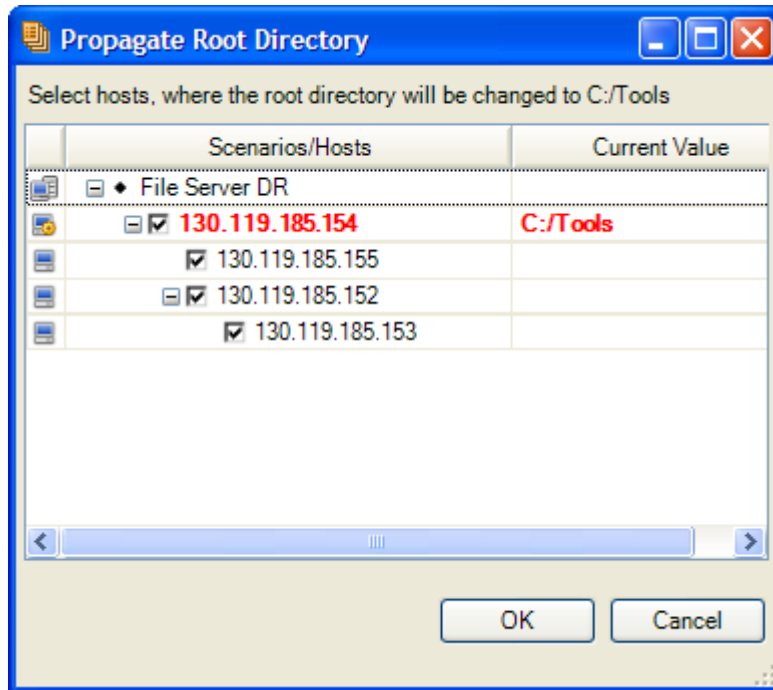 Propagate Root Directory
Select hosts, where the root directory will be changed to C:/Tools
Scenarios/Hosts Current Value
File Server DR
130.119.185.154 C:/Tools
130.119.185.155
130.119.185.152
130.119.185.153
OK Cancel